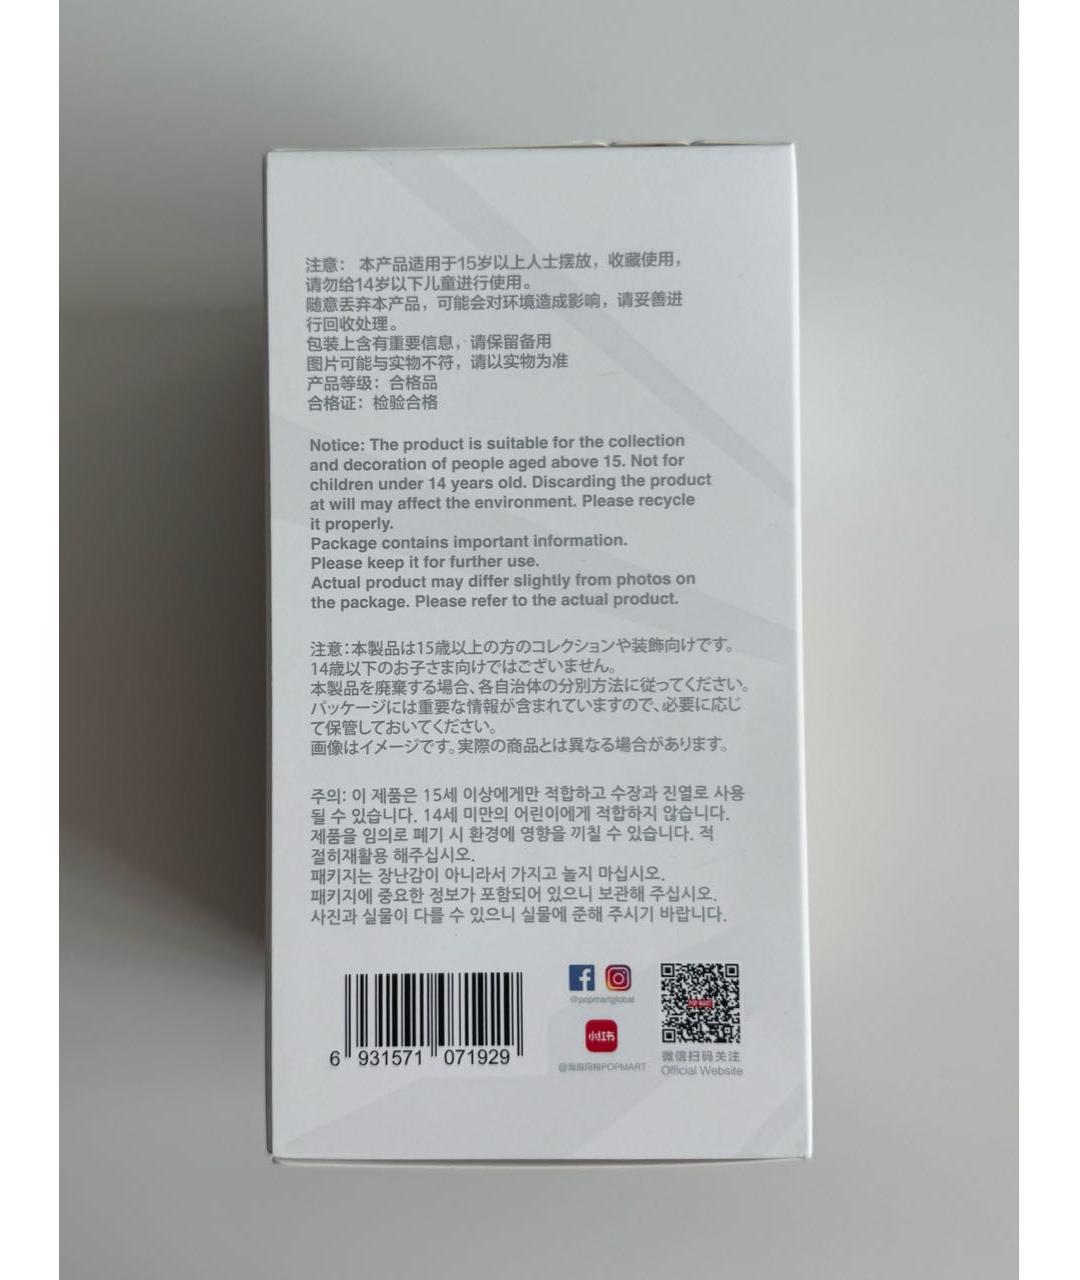 注意： 本产品适用于15岁以上人士摆放，收藏使用，
请勿给14岁以下儿童进行使用。
随意丢弃本产品，可能会对环境造成影响，请妥善进
行回收处理。
包装上含有重要信息，请保留备用
图片可能与实物不符，请以实物为准
产品等级：合格品
合格证：检验合格
Notice: The product is suitable for the collection
and decoration of people aged above 15. Not for
children under 14 years old. Discarding the product
at will may affect the environment. Please recycle
it properly.
Package contains important information.
Please keep it for further use.
Actual product may differ slightly from photos on
the package. Please refer to the actual product.
注意：本製品は15歳以上の方のコレクションや装飾向けです。
14歳以下のお子さま向けではございません。
本製品を廃棄する場合、各自治体の分別方法に従ってください。
パッケージには重要な情報が含まれていますので、必要に応じ
て保管しておいてください。
画像はイメージです。実際の商品とは異なる場合があります。
주의: 이 제품은 15세 이상에게만 적합하고 수장과 진열로 사용
될 수 있습니다. 14세 미만의 어린이에게 적합하지 않습니다.
제품을 임의로 폐기 시 환경에 영향을 끼칠 수 있습니다. 적
절히재활용 해주십시오.
패키지는 장난감이 아니라서 가지고 놀지 마십시오.
패키지에 중요한 정보가 포함되어 있으니 보관해 주십시오.
사진과 실물이 다를 수 있으니 실물에 준해 주시기 바랍니다.
6 931571 071929
@popmartglobal
小红书
@泡泡玛特POPMART
POP MART
微信扫码关注
Official Website